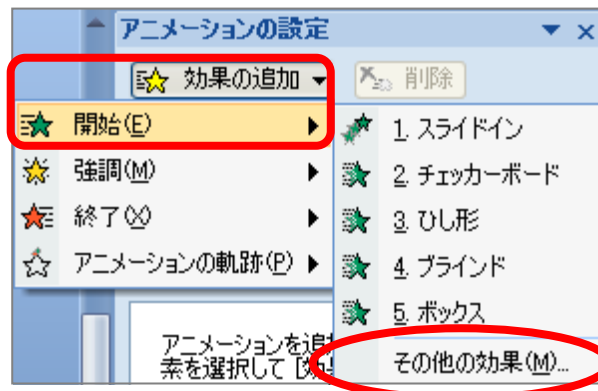 アニメーションの設定
効果の追加
削除
開始(E)
強調(M)
終了(X)
アニメーションの軌跡(P)
1. スライドイン
2. チェッカーボード
3. ひし形
4. ブラインド
5. ボックス
その他の効果(M)...
アニメーションを追
素を選択して [効